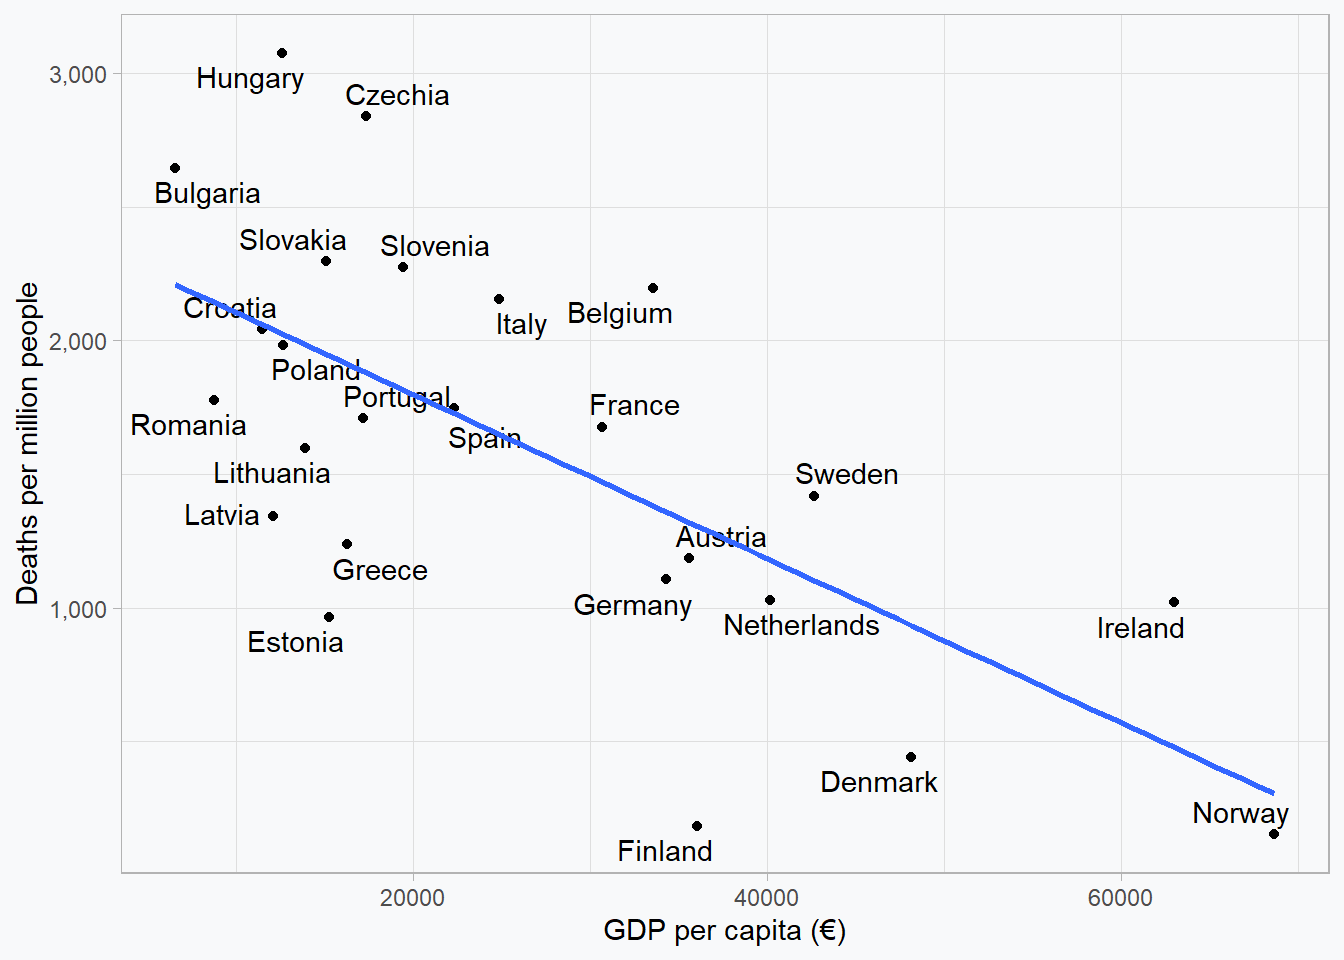 3,000
2,000
1,000
Deaths per million people
Hungary
Czechia
Bulgaria
Slovakia
Slovenia
Croatia
Italy
Belgium
Poland
Portugal
France
Romania
Spain
Lithuania
Sweden
Latvia
Austria
Greece
Germany
Netherlands
Ireland
Estonia
Denmark
Norway
Finland
20000
40000
60000
GDP per capita (€)